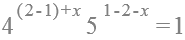 4^{(2-1)+x} 5^{1-2-x} = 1